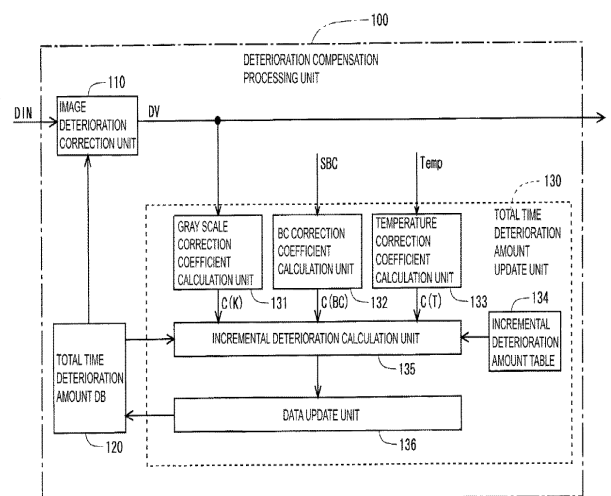 100
DETERIORATION COMPENSATION
PROCESSING UNIT
110
IMAGE
DETERIORATION
CORRECTION UNIT
DIN
DV
SBC
Temp
130
TOTAL TIME
DETERIORATION
AMOUNT
UPDATE UNIT
GRAY SCALE
CORRECTION
COEFFICIENT
CALCULATION UNIT
BC CORRECTION
COEFFICIENT
CALCULATION UNIT
TEMPERATURE
CORRECTION
COEFFICIENT
CALCULATION UNIT
C(K)
131
C(BC)
132
C(T)
133
134
INCREMENTAL
DETERIORATION
AMOUNT TABLE
INCREMENTAL DETERIORATION CALCULATION UNIT
135
TOTAL TIME
DETERIORATION
AMOUNT DB
120
DATA UPDATE UNIT
136